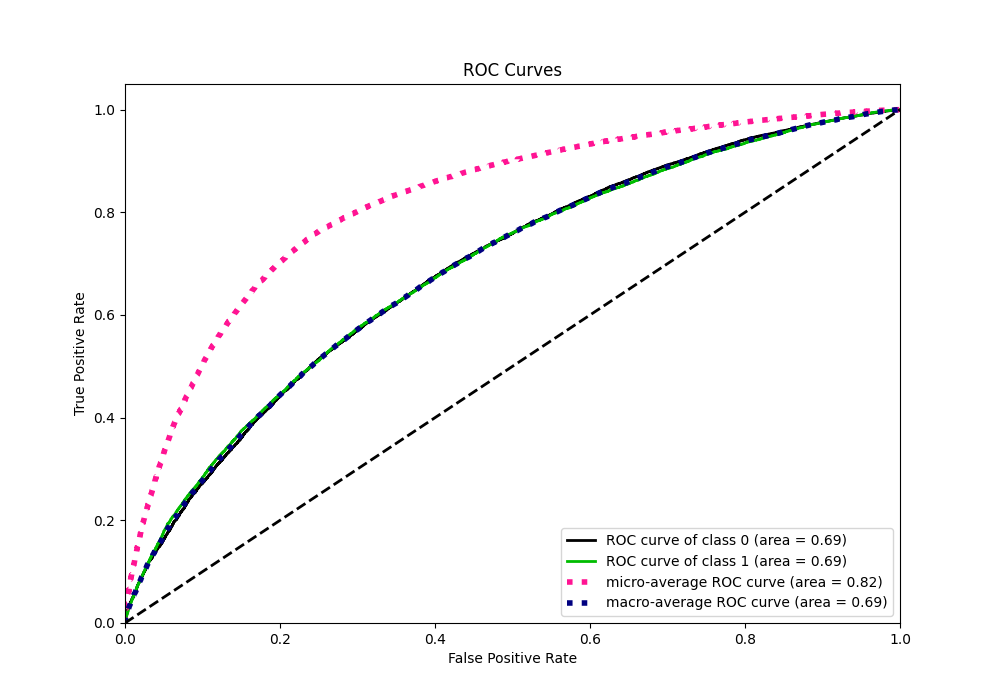 ROC Curves
True Positive Rate
1.0
0.8
0.6
0.4
0.2
0.0
0.0 0.2 0.4 0.6 0.8 1.0
False Positive Rate
ROC curve of class 0 (area = 0.69)
ROC curve of class 1 (area = 0.69)
micro-average ROC curve (area = 0.82)
macro-average ROC curve (area = 0.69)